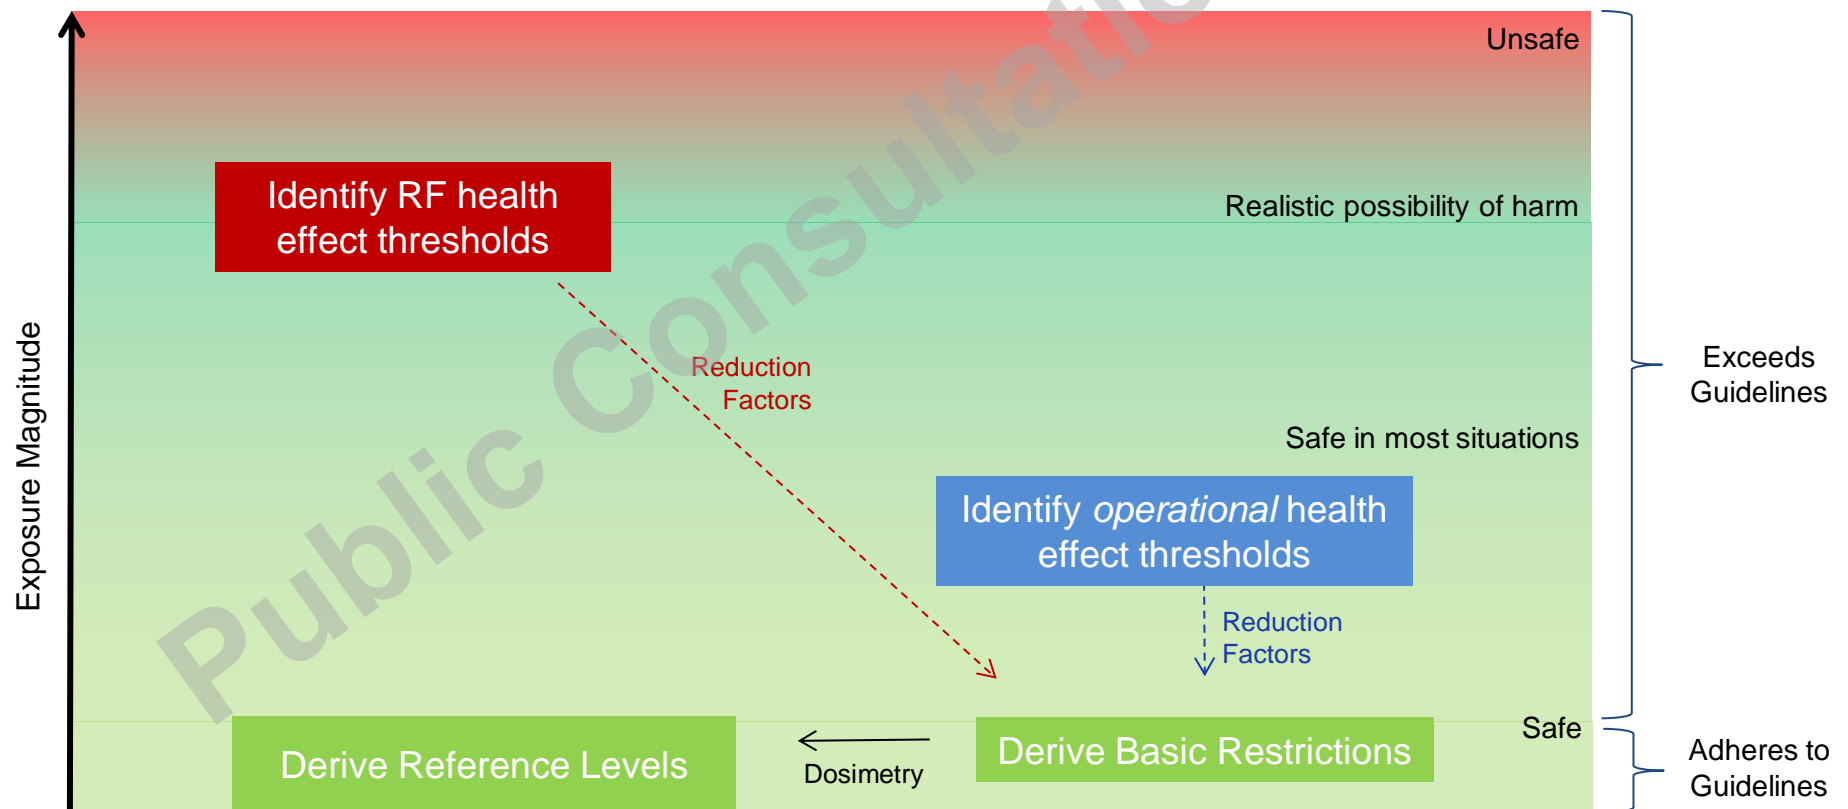 Unsafe
Identify RF health
effect thresholds
Realistic possibility of harm
Exposure Magnitude
Reduction
Factors
Exceeds
Guidelines
Safe in most situations
Identify operational health
effect thresholds
Reduction
Factors
Safe
Derive Reference Levels
Dosimetry
Derive Basic Restrictions
Adheres to
Guidelines
Public Consultatio